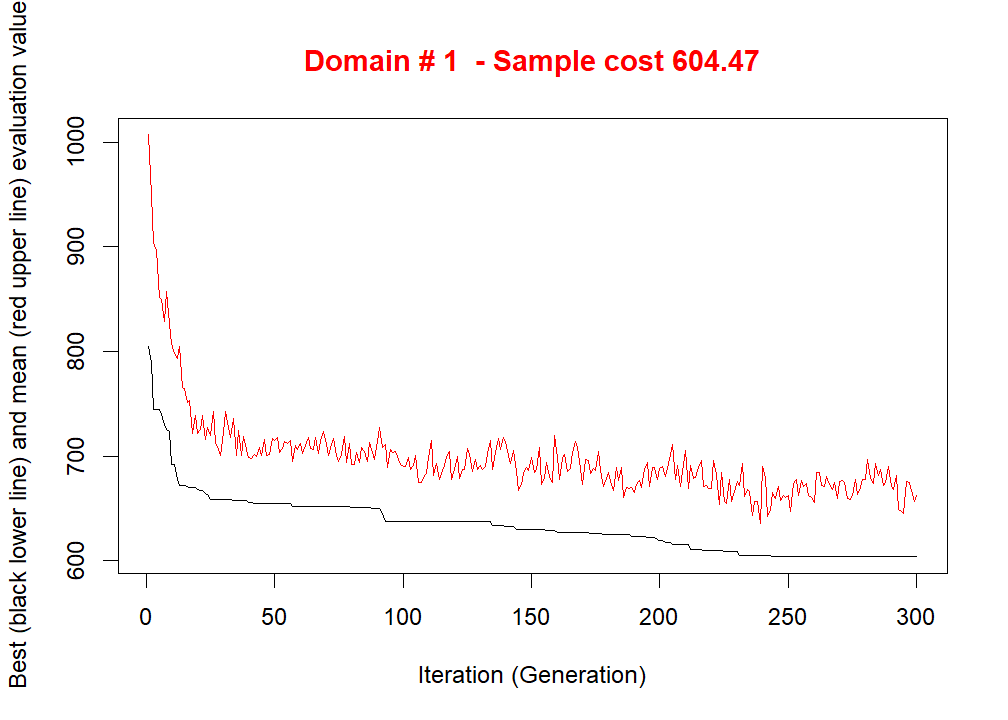 Domain # 1 - Sample cost 604.47
Best (black lower line) and mean (red upper line) evaluation value
1000
900
800
700
600
0 50 100 150 200 250 300
Iteration (Generation)